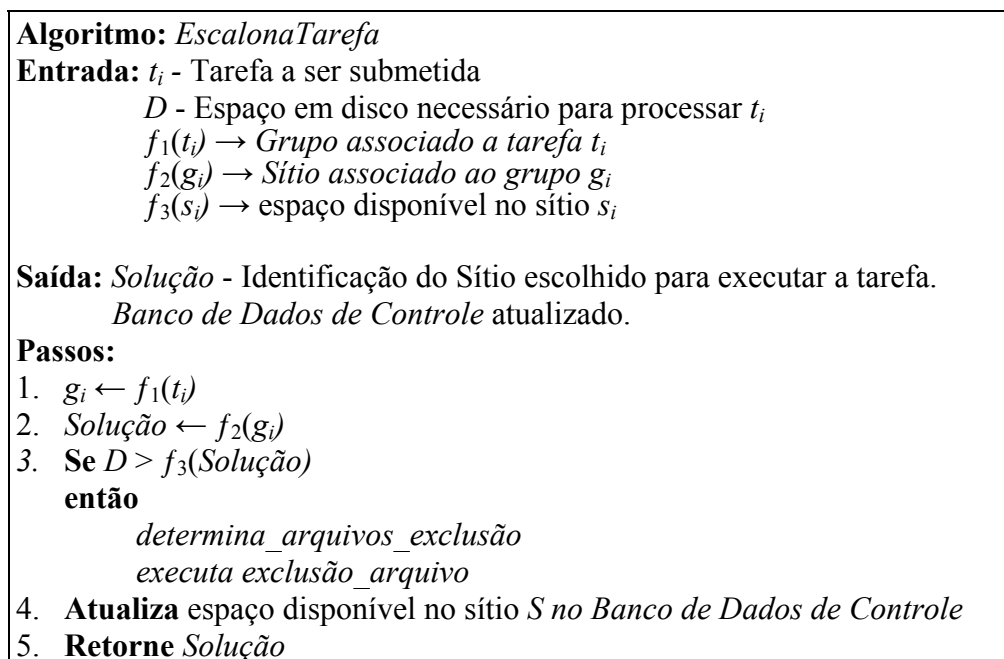 Algoritmo: EscalonaTarefa
Entrada: tᵢ - Tarefa a ser submetida
D - Espaço em disco necessário para processar tᵢ
f₁(tᵢ) → Grupo associado a tarefa tᵢ
f₂(gᵢ) → Sítio associado ao grupo gᵢ
f₃(sᵢ) → espaço disponível no sítio sᵢ
Saída: Solução - Identificação do Sítio escolhido para executar a tarefa.
Banco de Dados de Controle atualizado.
Passos:
1. gᵢ ← f₁(tᵢ)
2. Solução ← f₂(gᵢ)
3. Se D > f₃(Solução)
então
determina_arquivos_exclusão
executa exclusão_arquivo
4. Atualiza espaço disponível no sítio S no Banco de Dados de Controle
5. Retorne Solução